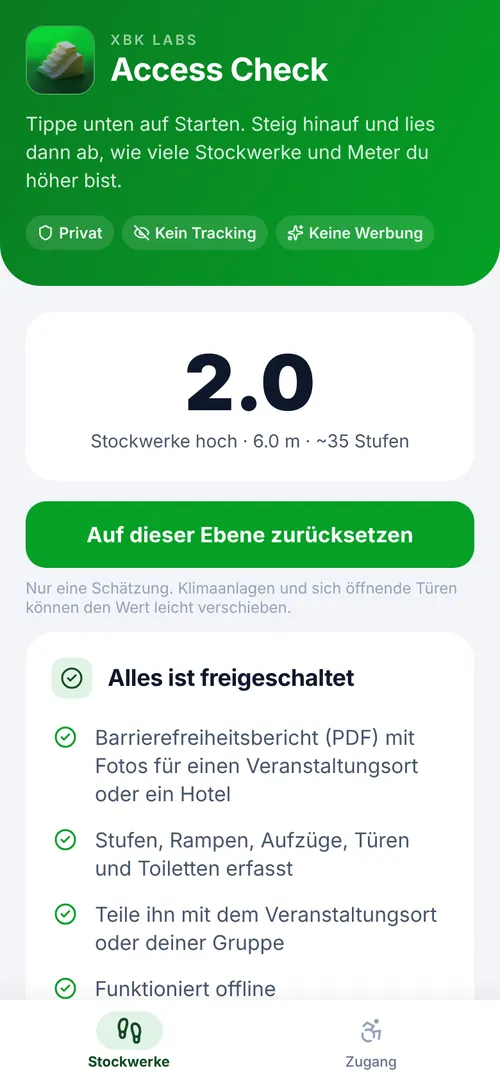 XBK LABS
Access Check
Tippe unten auf Starten. Steig hinauf und lies
dann ab, wie viele Stockwerke und Meter du
höher bist.
Privat
Kein Tracking
Keine Werbung
2.0
Stockwerke hoch · 6.0 m · ~35 Stufen
Auf dieser Ebene zurücksetzen
Nur eine Schätzung. Klimaanlagen und sich öffnende Türen
können den Wert leicht verschieben.
Alles ist freigeschaltet
Barrierefreiheitsbericht (PDF) mit
Fotos für einen Veranstaltungsort
oder ein Hotel
Stufen, Rampen, Aufzüge, Türen
und Toiletten erfasst
Teile ihn mit dem Veranstaltungsort
oder deiner Gruppe
Funktioniert offline
Stockwerke
Zugang